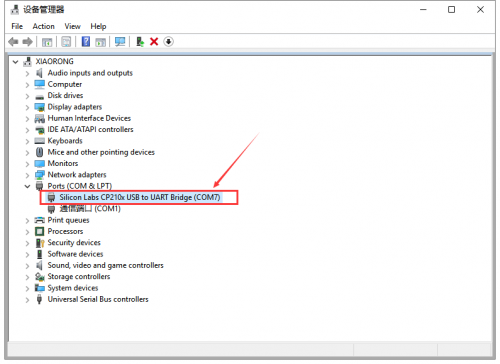 设备管理器
File Action View Help
XIAORONG
Audio inputs and outputs
Computer
Disk drives
Display adapters
Human Interface Devices
IDE ATA/ATAPI controllers
Keyboards
Mice and other pointing devices
Monitors
Network adapters
Ports (COM & LPT)
Silicon Labs CP210x USB to UART Bridge (COM7)
通信端口 (COM1)
Print queues
Processors
Security devices
Software devices
Sound, video and game controllers
Storage controllers
System devices
Universal Serial Bus controllers